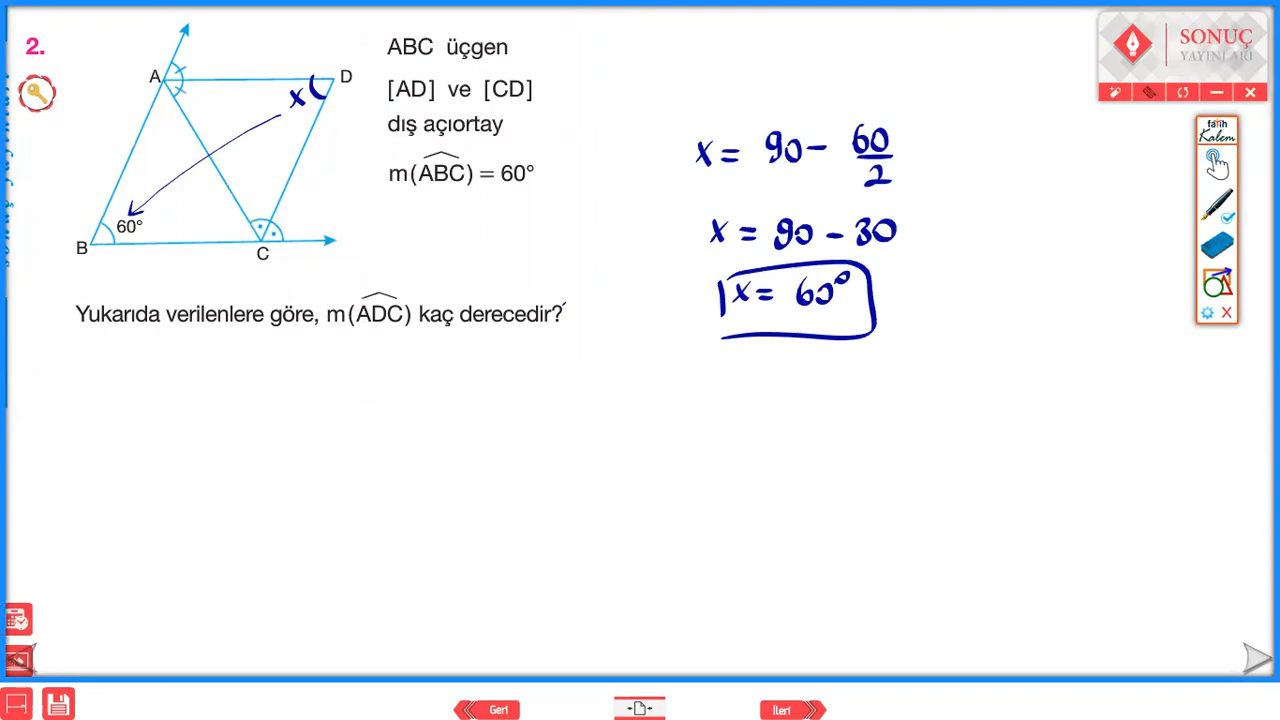 2.
A
D
x
60°
B
C
ABC üçgen
[AD] ve [CD]
dış açıortay
m(ABC) = 60°
Yukarıda verilenlere göre, m(ADC) kaç derecedir?
x = 90 - 60/2
x = 90 - 30
x = 60°
SONUÇ
YAYINLARI
fatih
Kalem
Geri
İleri